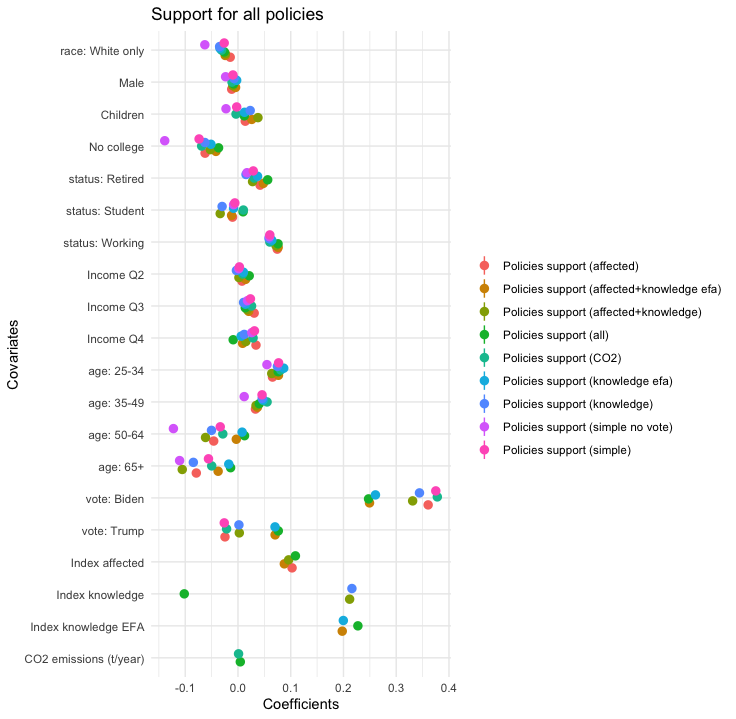 Support for all policies
Covariates
race: White only
Male
Children
No college
status: Retired
status: Student
status: Working
Income Q2
Income Q3
Income Q4
age: 25-34
age: 35-49
age: 50-64
age: 65+
vote: Biden
vote: Trump
Index affected
Index knowledge
Index knowledge EFA
CO2 emissions (t/year)
-0.1 0.0 0.1 0.2 0.3 0.4
Coefficients
Policies support (affected)
Policies support (affected+knowledge efa)
Policies support (affected+knowledge)
Policies support (all)
Policies support (CO2)
Policies support (knowledge efa)
Policies support (knowledge)
Policies support (simple no vote)
Policies support (simple)